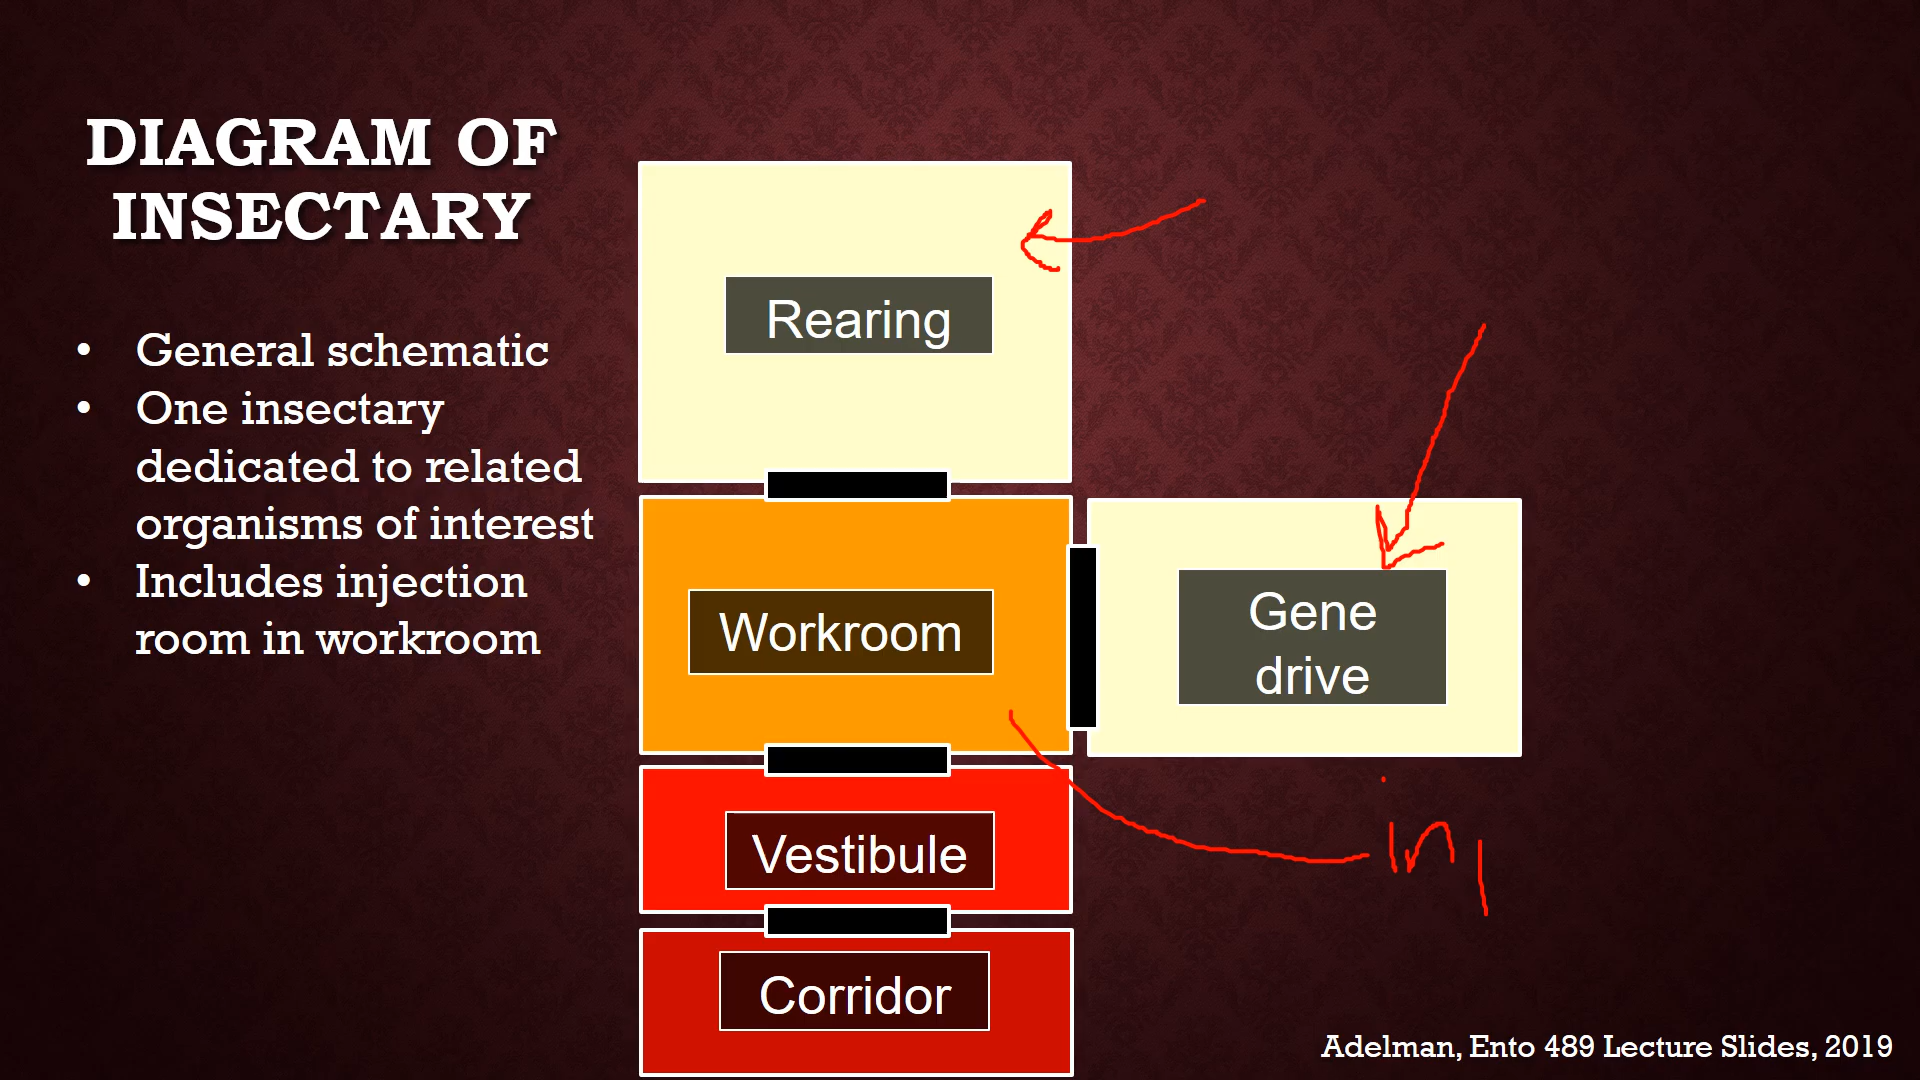 DIAGRAM OF
INSECTARY
• General schematic
• One insectary
dedicated to related
organisms of interest
• Includes injection
room in workroom
Rearing
Workroom
Gene
drive
Vestibule
Corridor
inj
Adelman, Ento 489 Lecture Slides, 2019